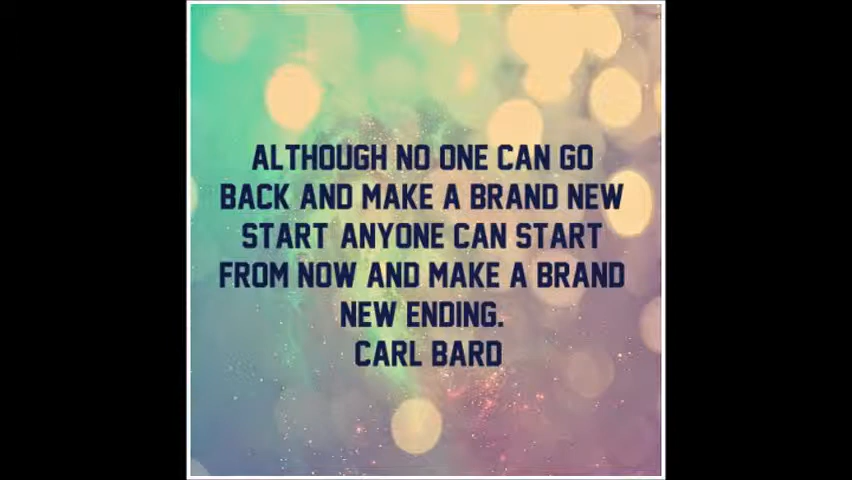 ALTHOUGH NO ONE CAN GO
BACK AND MAKE A BRAND NEW
START ANYONE CAN START
FROM NOW AND MAKE A BRAND
NEW ENDING.
CARL BARD